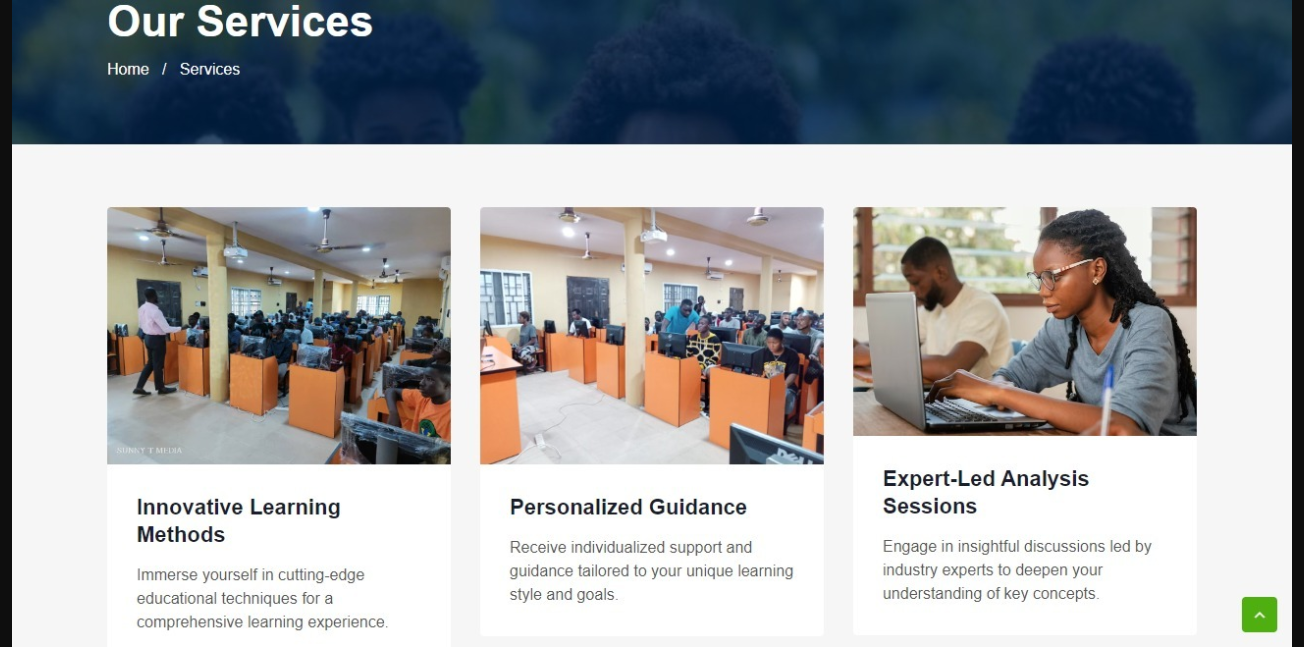 Our Services
Home / Services
SUNNY T MEDIA
DELL
Innovative Learning
Methods
Immerse yourself in cutting-edge
educational techniques for a
comprehensive learning experience.
Personalized Guidance
Receive individualized support and
guidance tailored to your unique learning
style and goals.
Expert-Led Analysis
Sessions
Engage in insightful discussions led by
industry experts to deepen your
understanding of key concepts.